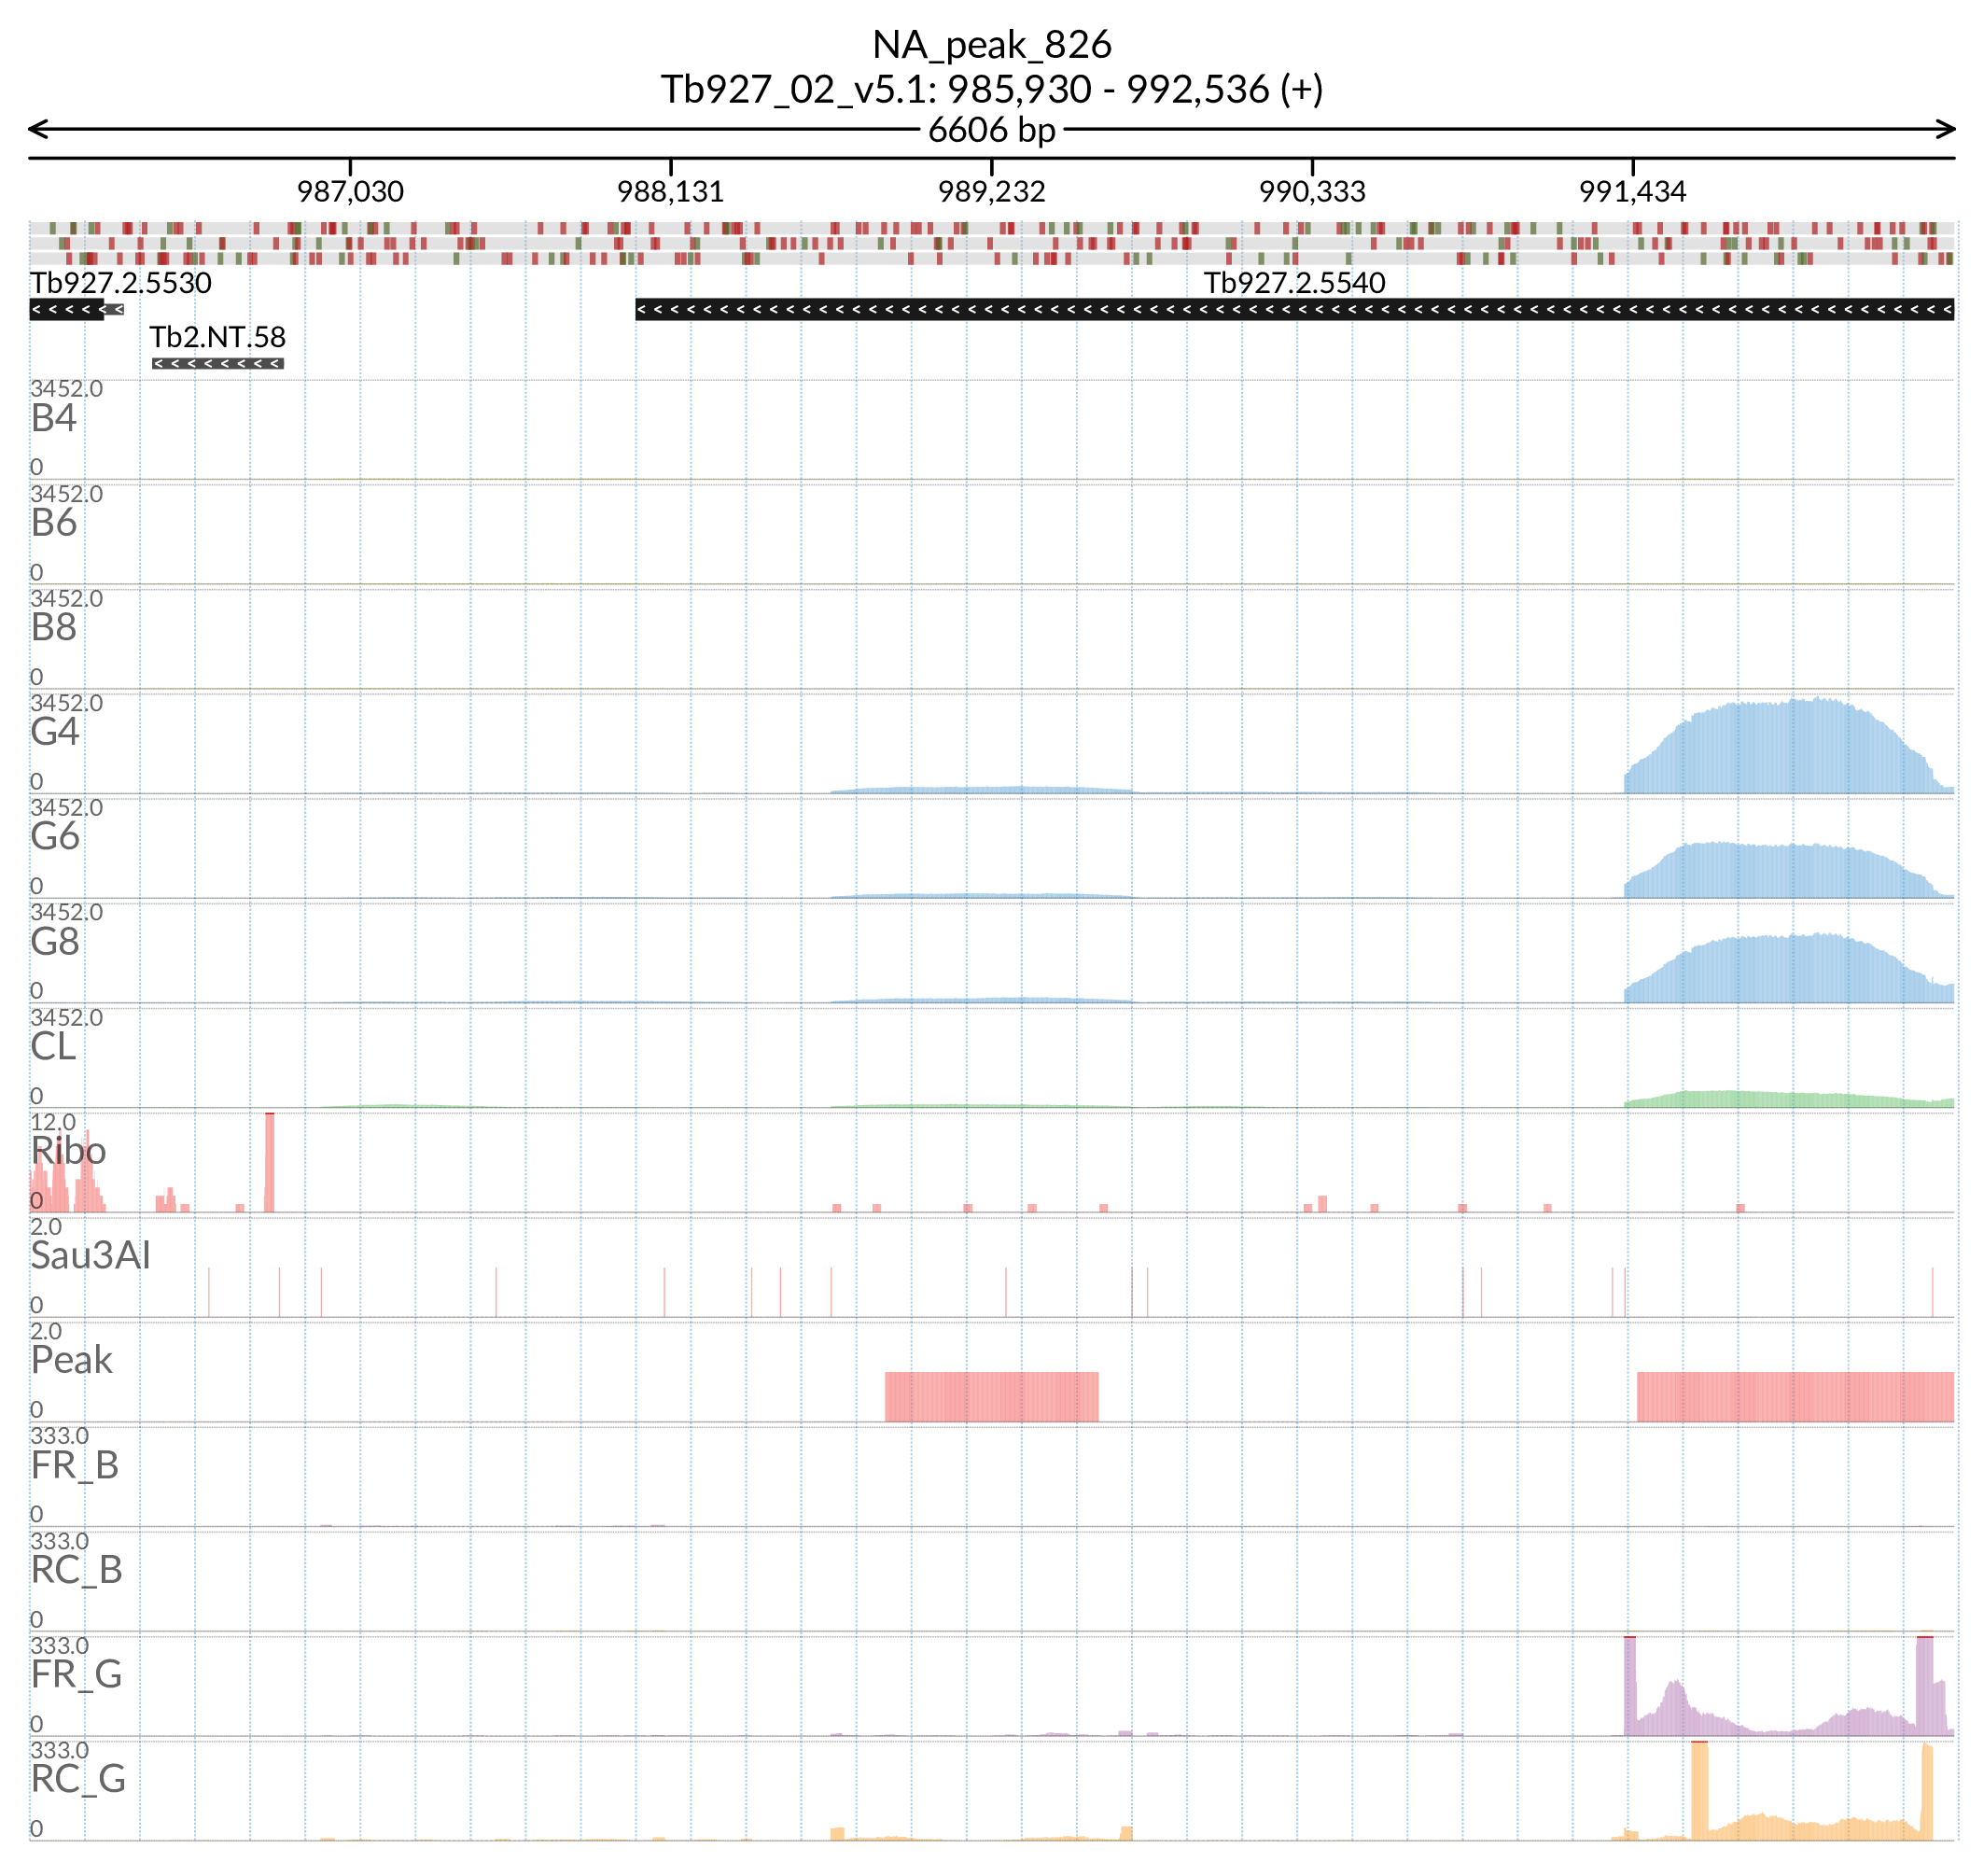 NA_peak_826
Tb927_02_v5.1: 985,930 - 992,536 (+)
6606 bp
987,030 988,131 989,232 990,333 991,434
Tb927.2.5530 Tb927.2.5540
Tb2.NT.58
3452.0
B4
0
3452.0
B6
0
3452.0
B8
0
3452.0
G4
0
3452.0
G6
0
3452.0
G8
0
3452.0
CL
0
12.0
Ribo
0
2.0
Sau3AI
0
2.0
Peak
0
333.0
FR_B
0
333.0
RC_B
0
333.0
FR_G
0
333.0
RC_G
0